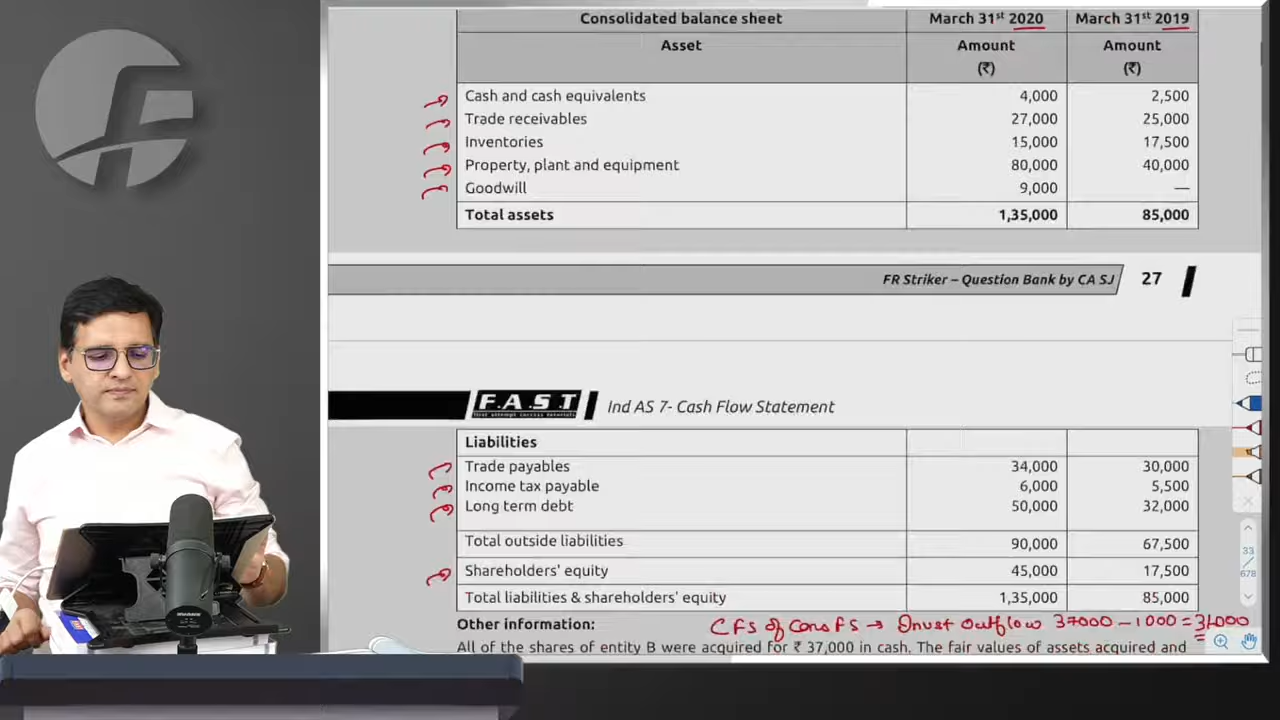 Consolidated balance sheet March 31st 2020 March 31st 2019
Asset Amount (₹) Amount (₹)
Cash and cash equivalents 4,000 2,500
Trade receivables 27,000 25,000
Inventories 15,000 17,500
Property, plant and equipment 80,000 40,000
Goodwill 9,000 —
Total assets 1,35,000 85,000
FR Striker – Question Bank by CA SJ 27
F.A.S.T Ind AS 7- Cash Flow Statement
first attempt success tutorials
Liabilities
Trade payables 34,000 30,000
Income tax payable 6,000 5,500
Long term debt 50,000 32,000
Total outside liabilities 90,000 67,500
Shareholders' equity 45,000 17,500
Total liabilities & shareholders' equity 1,35,000 85,000
Other information: CFS of Cons FS → Invst Outflow 37000 – 1000 =
All of the shares of entity B were acquired for ₹ 37,000 in cash. The fair values of assets acquired and
33
/
678